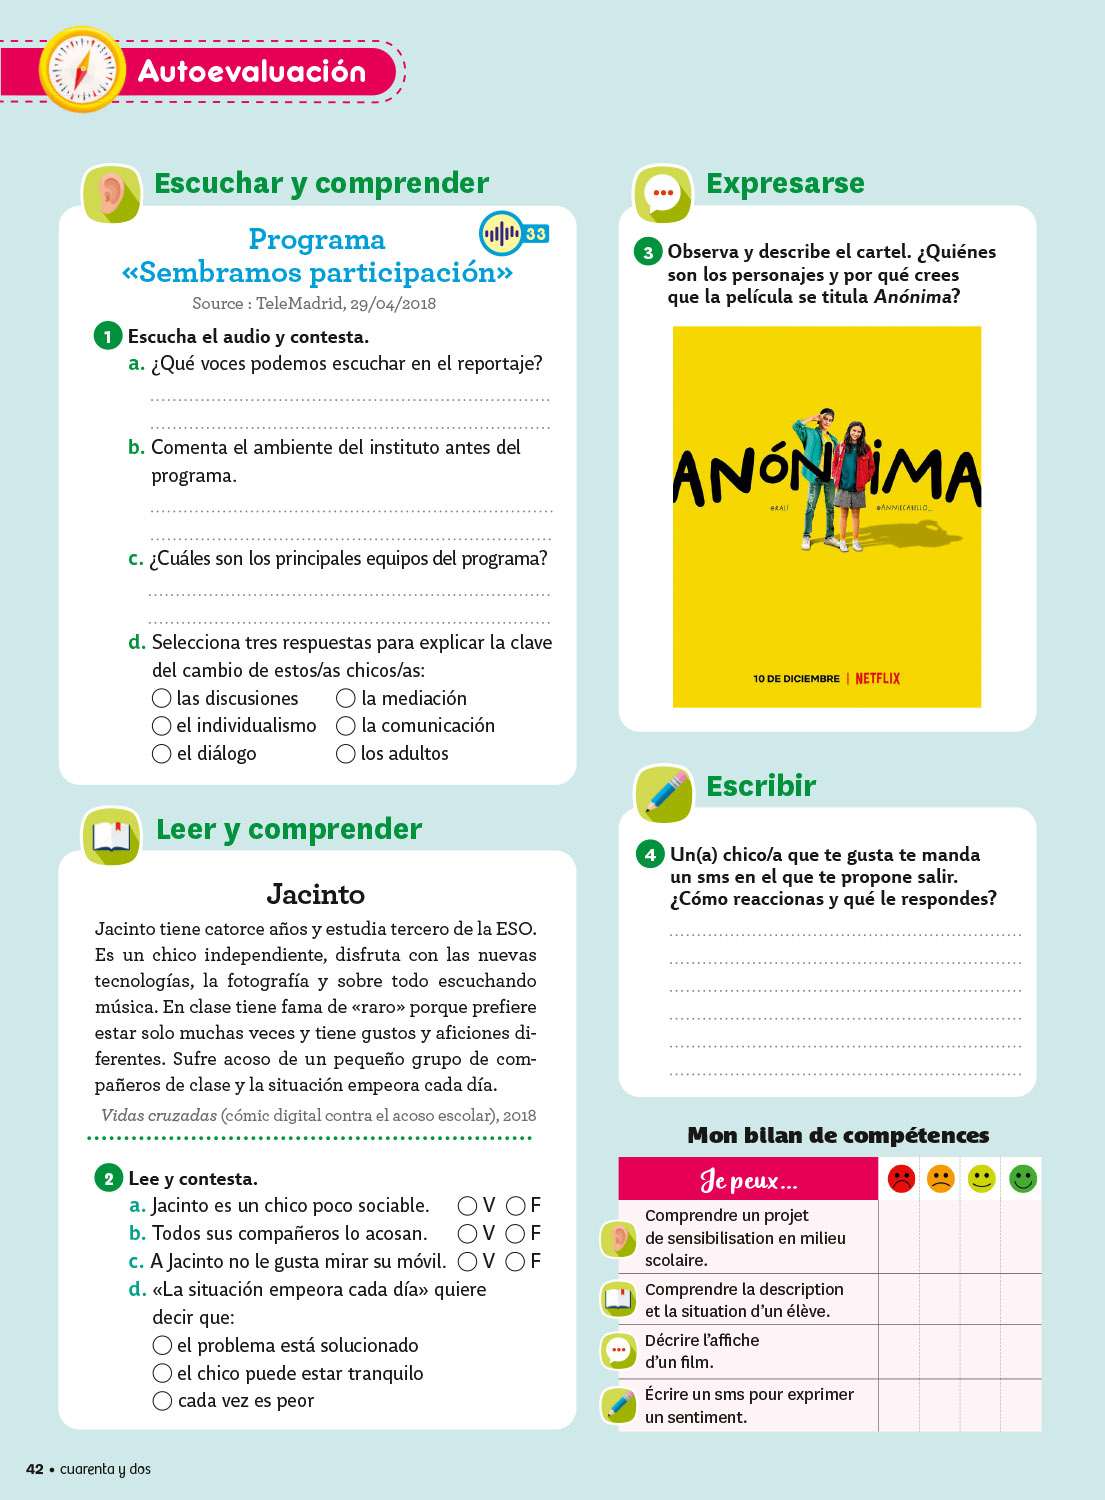 Autoevaluación
Escuchar y comprender
33
Programa
«Sembramos participación»
Source : TeleMadrid, 29/04/2018
1 Escucha el audio y contesta.
a. ¿Qué voces podemos escuchar en el reportaje?
b. Comenta el ambiente del instituto antes del
programa.
c. ¿Cuáles son los principales equipos del programa?
d. Selecciona tres respuestas para explicar la clave
del cambio de estos/as chicos/as:
las discusiones la mediación
el individualismo la comunicación
el diálogo los adultos
Leer y comprender
Jacinto
Jacinto tiene catorce años y estudia tercero de la ESO.
Es un chico independiente, disfruta con las nuevas
tecnologías, la fotografía y sobre todo escuchando
música. En clase tiene fama de «raro» porque prefiere
estar solo muchas veces y tiene gustos y aficiones di-
ferentes. Sufre acoso de un pequeño grupo de com-
pañeros de clase y la situación empeora cada día.
Vidas cruzadas (cómic digital contra el acoso escolar), 2018
2 Lee y contesta.
a. Jacinto es un chico poco sociable. V F
b. Todos sus compañeros lo acosan. V F
c. A Jacinto no le gusta mirar su móvil. V F
d. «La situación empeora cada día» quiere
decir que:
el problema está solucionado
el chico puede estar tranquilo
cada vez es peor
Expresarse
3 Observa y describe el cartel. ¿Quiénes
son los personajes y por qué crees
que la película se titula Anónima?
ANÓNiMA
@RALF @ANNIECABELLO_
10 DE DICIEMBRE | NETFLIX
Escribir
4 Un(a) chico/a que te gusta te manda
un sms en el que te propone salir.
¿Cómo reaccionas y qué le respondes?
Mon bilan de compétences
Je peux...
Comprendre un projet
de sensibilisation en milieu
scolaire.
Comprendre la description
et la situation d'un élève.
Décrire l'affiche
d'un film.
Écrire un sms pour exprimer
un sentiment.
42 • cuarenta y dos